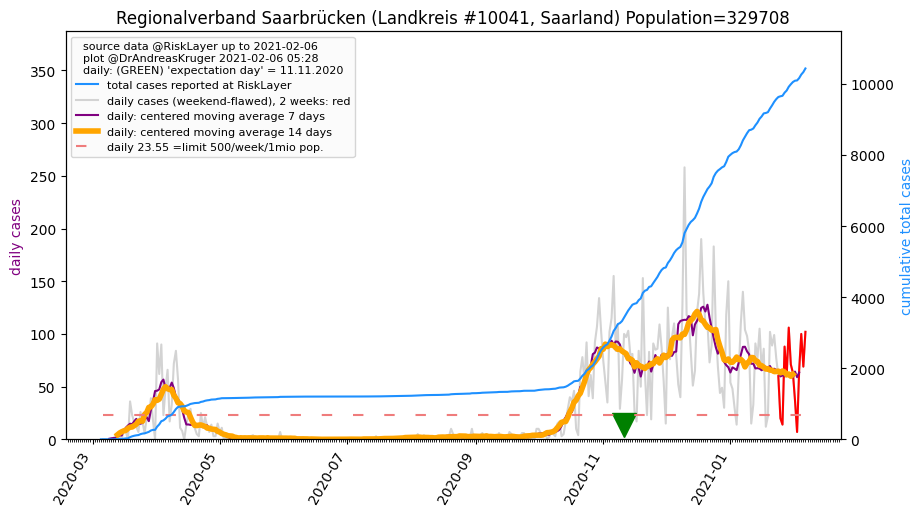 Regionalverband Saarbrücken (Landkreis #10041, Saarland) Population=329708
source data @RiskLayer up to 2021-02-06
plot @DrAndreasKruger 2021-02-06 05:28
daily: (GREEN) 'expectation day' = 11.11.2020
total cases reported at RiskLayer
daily cases (weekend-flawed), 2 weeks: red
daily: centered moving average 7 days
daily: centered moving average 14 days
daily 23.55 =limit 500/week/1mio pop.
daily cases
350
300
250
200
150
100
50
0
cumulative total cases
10000
8000
6000
4000
2000
0
2020-03
2020-05
2020-07
2020-09
2020-11
2021-01